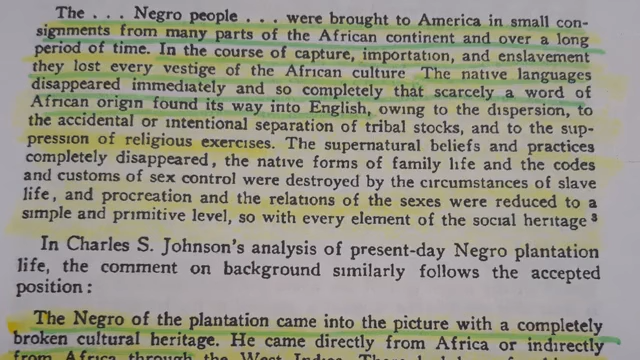 The . . . Negro people . . . were brought to America in small con-
signments from many parts of the African continent and over a long
period of time. In the course of capture, importation, and enslavement
they lost every vestige of the African culture The native languages
disappeared immediately and so completely that scarcely a word of
African origin found its way into English, owing to the dispersion, to
the accidental or intentional separation of tribal stocks, and to the sup-
pression of religious exercises. The supernatural beliefs and practices
completely disappeared, the native forms of family life and the codes
and customs of sex control were destroyed by the circumstances of slave
life, and procreation and the relations of the sexes were reduced to a
simple and primitive level, so with every element of the social heritage ³
In Charles S. Johnson's analysis of present-day Negro plantation
life, the comment on background similarly follows the accepted
position :
The Negro of the plantation came into the picture with a completely
broken cultural heritage. He came directly from Africa or indirectly
from Africa through the West Indies.